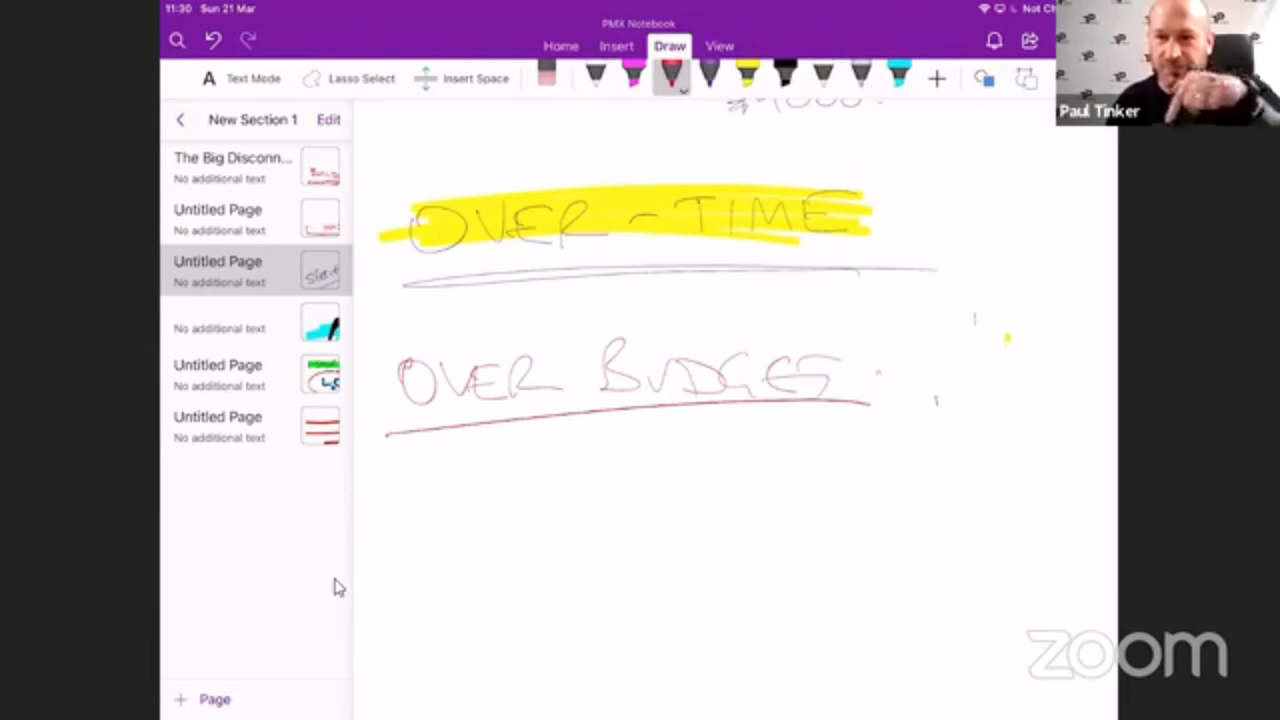 11:30 Sun 21 Mar
Not Ch
PMX Notebook
Home Insert Draw View
Text Mode Lasso Select Insert Space
New Section 1 Edit
The Big Disconn...
No additional text
Untitled Page
No additional text
Untitled Page
No additional text
No additional text
Untitled Page
No additional text
Untitled Page
No additional text
Page
OVER - TIME
OVER BUDGET
Paul Tinker
zoom